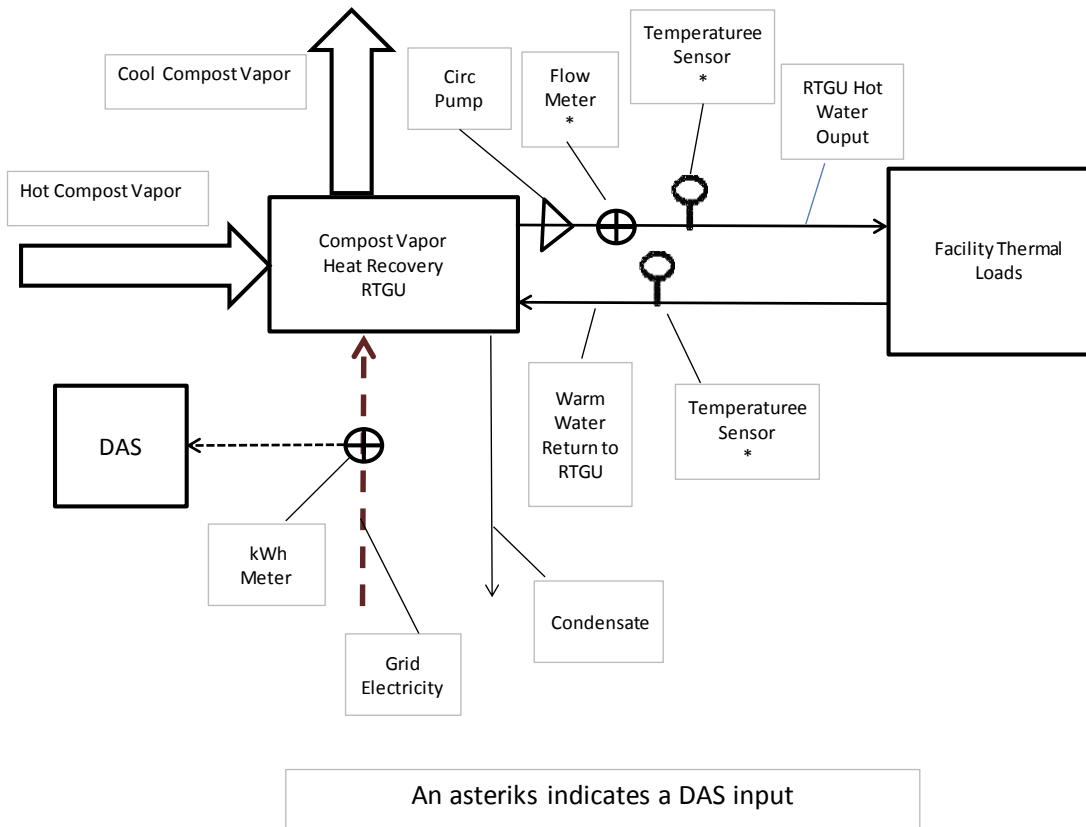 Cool Compost Vapor
Circ
Pump
Flow
Meter
*
Temperaturee
Sensor
*
RTGU Hot
Water
Ouput
Hot Compost Vapor
Compost Vapor
Heat Recovery
RTGU
Facility Thermal
Loads
DAS
Warm
Water
Return to
RTGU
Temperaturee
Sensor
*
kWh
Meter
Condensate
Grid
Electricity
An asteriks indicates a DAS input